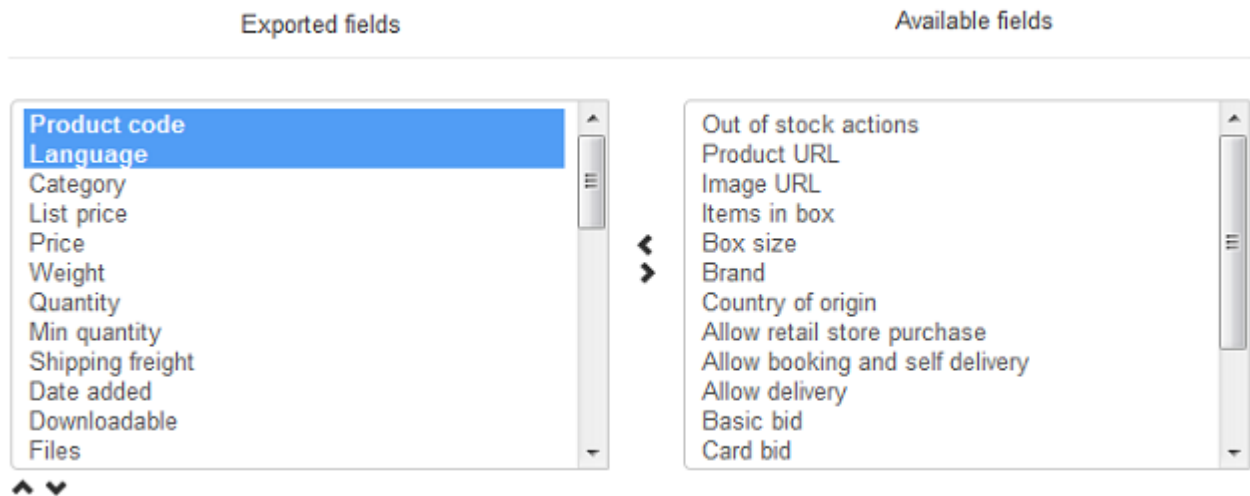 Exported fields
Available fields
Product code
Language
Category
List price
Price
Weight
Quantity
Min quantity
Shipping freight
Date added
Downloadable
Files
Out of stock actions
Product URL
Image URL
Items in box
Box size
Brand
Country of origin
Allow retail store purchase
Allow booking and self delivery
Allow delivery
Basic bid
Card bid